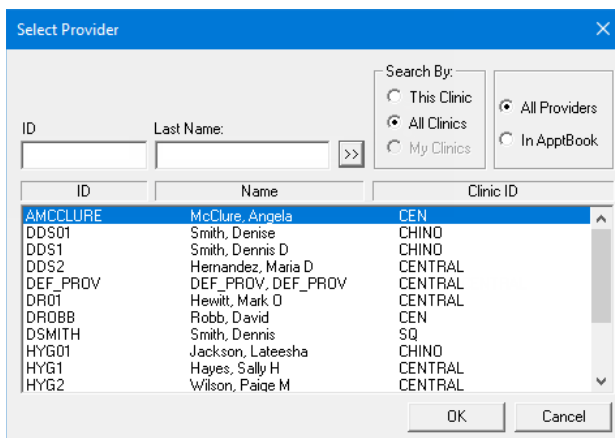 Select Provider
Search By:
This Clinic
All Clinics
My Clinics
All Providers
In ApptBook
ID Last Name:
>>
ID Name Clinic ID
AMCCLURE McClure, Angela CEN
DDS01 Smith, Denise CHINO
DDS1 Smith, Dennis D CHINO
DDS2 Hernandez, Maria D CENTRAL
DEF_PROV DEF_PROV, DEF_PROV CENTRAL
DR01 Hewitt, Mark O CENTRAL
DROBB Robb, David CEN
DSMITH Smith, Dennis SQ
HYG01 Jackson, Lateesha CHINO
HYG1 Hayes, Sally H CENTRAL
HYG2 Wilson, Paige M CENTRAL
OK Cancel